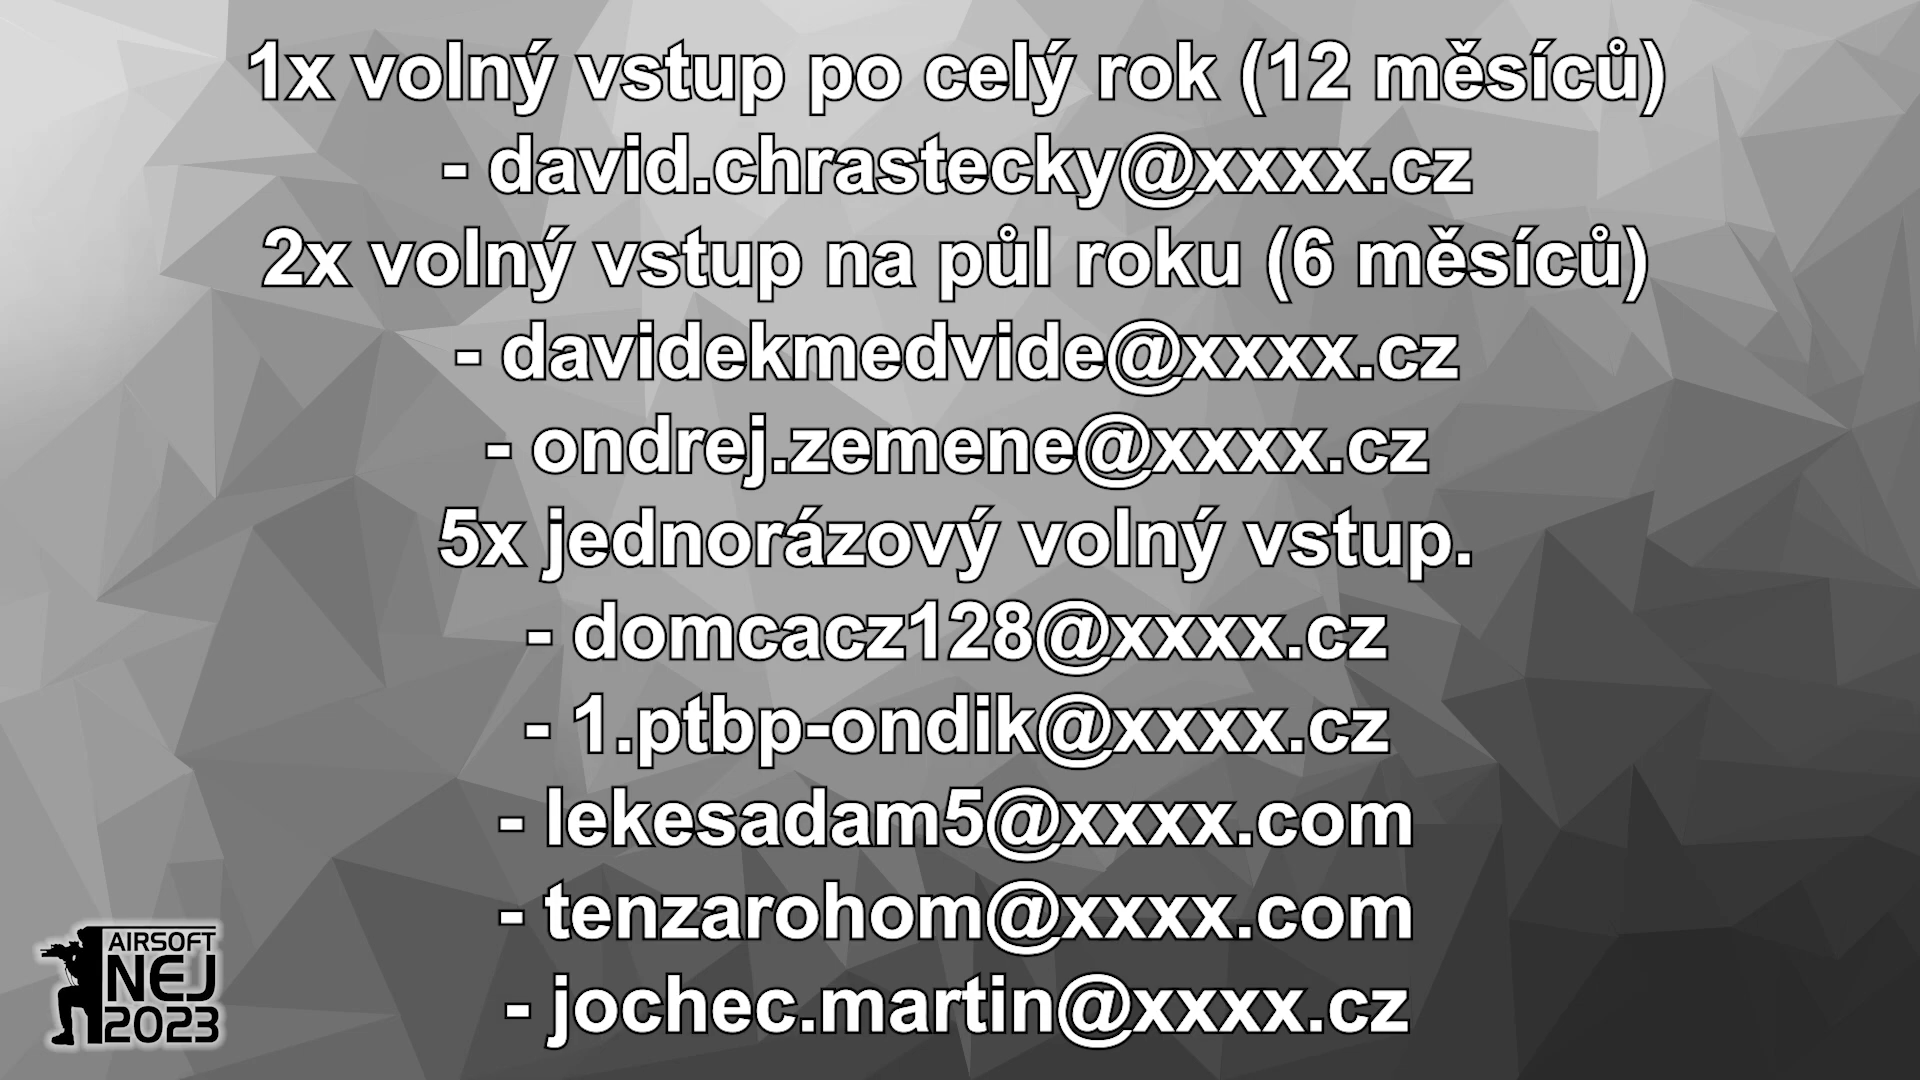 1x volný vstup po celý rok (12 měsíců)
- david.chrastecky@xxxx.cz
2x volný vstup na půl roku (6 měsíců)
- davidekmedvide@xxxx.cz
- ondrej.zemene@xxxx.cz
5x jednorázový volný vstup.
- domcacz128@xxxx.cz
- 1.ptbp-ondik@xxxx.cz
- lekesadam5@xxxx.com
- tenzarohom@xxxx.com
- jochec.martin@xxxx.cz
AIRSOFT
NEJ
2023